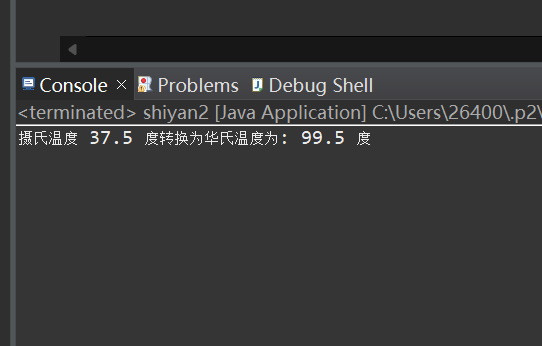 Console Problems Debug Shell
<terminated> shiyan2 [Java Application] C:\Users\26400\.p2\
摄氏温度 37.5 度转换为华氏温度为: 99.5 度